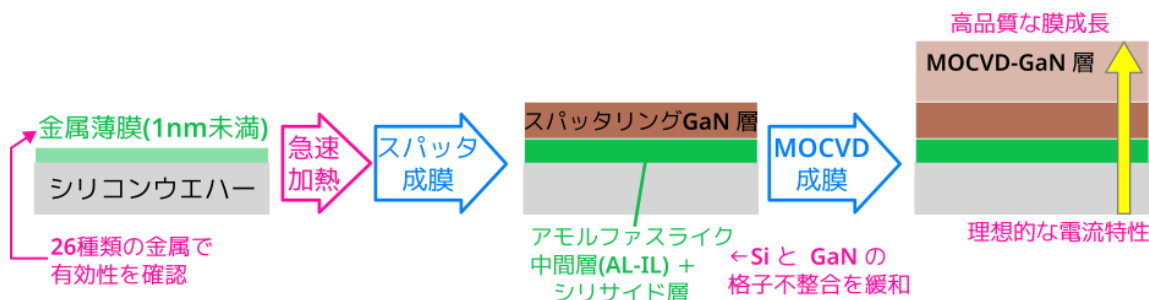 金属薄膜(1nm未満)
シリコンウエハー
26種類の金属で
有効性を確認
急速
加熱
スパッタ
成膜
スパッタリングGaN 層
アモルファスライク
中間層(AL-IL) +
シリサイド層
←Si と GaN の
格子不整合を緩和
MOCVD
成膜
高品質な膜成長
MOCVD-GaN 層
理想的な電流特性